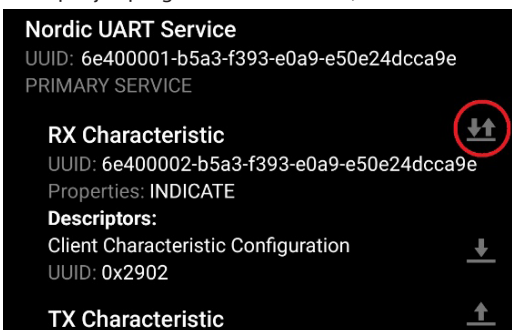 Nordic UART Service
UUID: 6e400001-b5a3-f393-e0a9-e50e24dcca9e
PRIMARY SERVICE
RX Characteristic
UUID: 6e400002-b5a3-f393-e0a9-e50e24dcca9e
Properties: INDICATE
Descriptors:
Client Characteristic Configuration
UUID: 0x2902
TX Characteristic